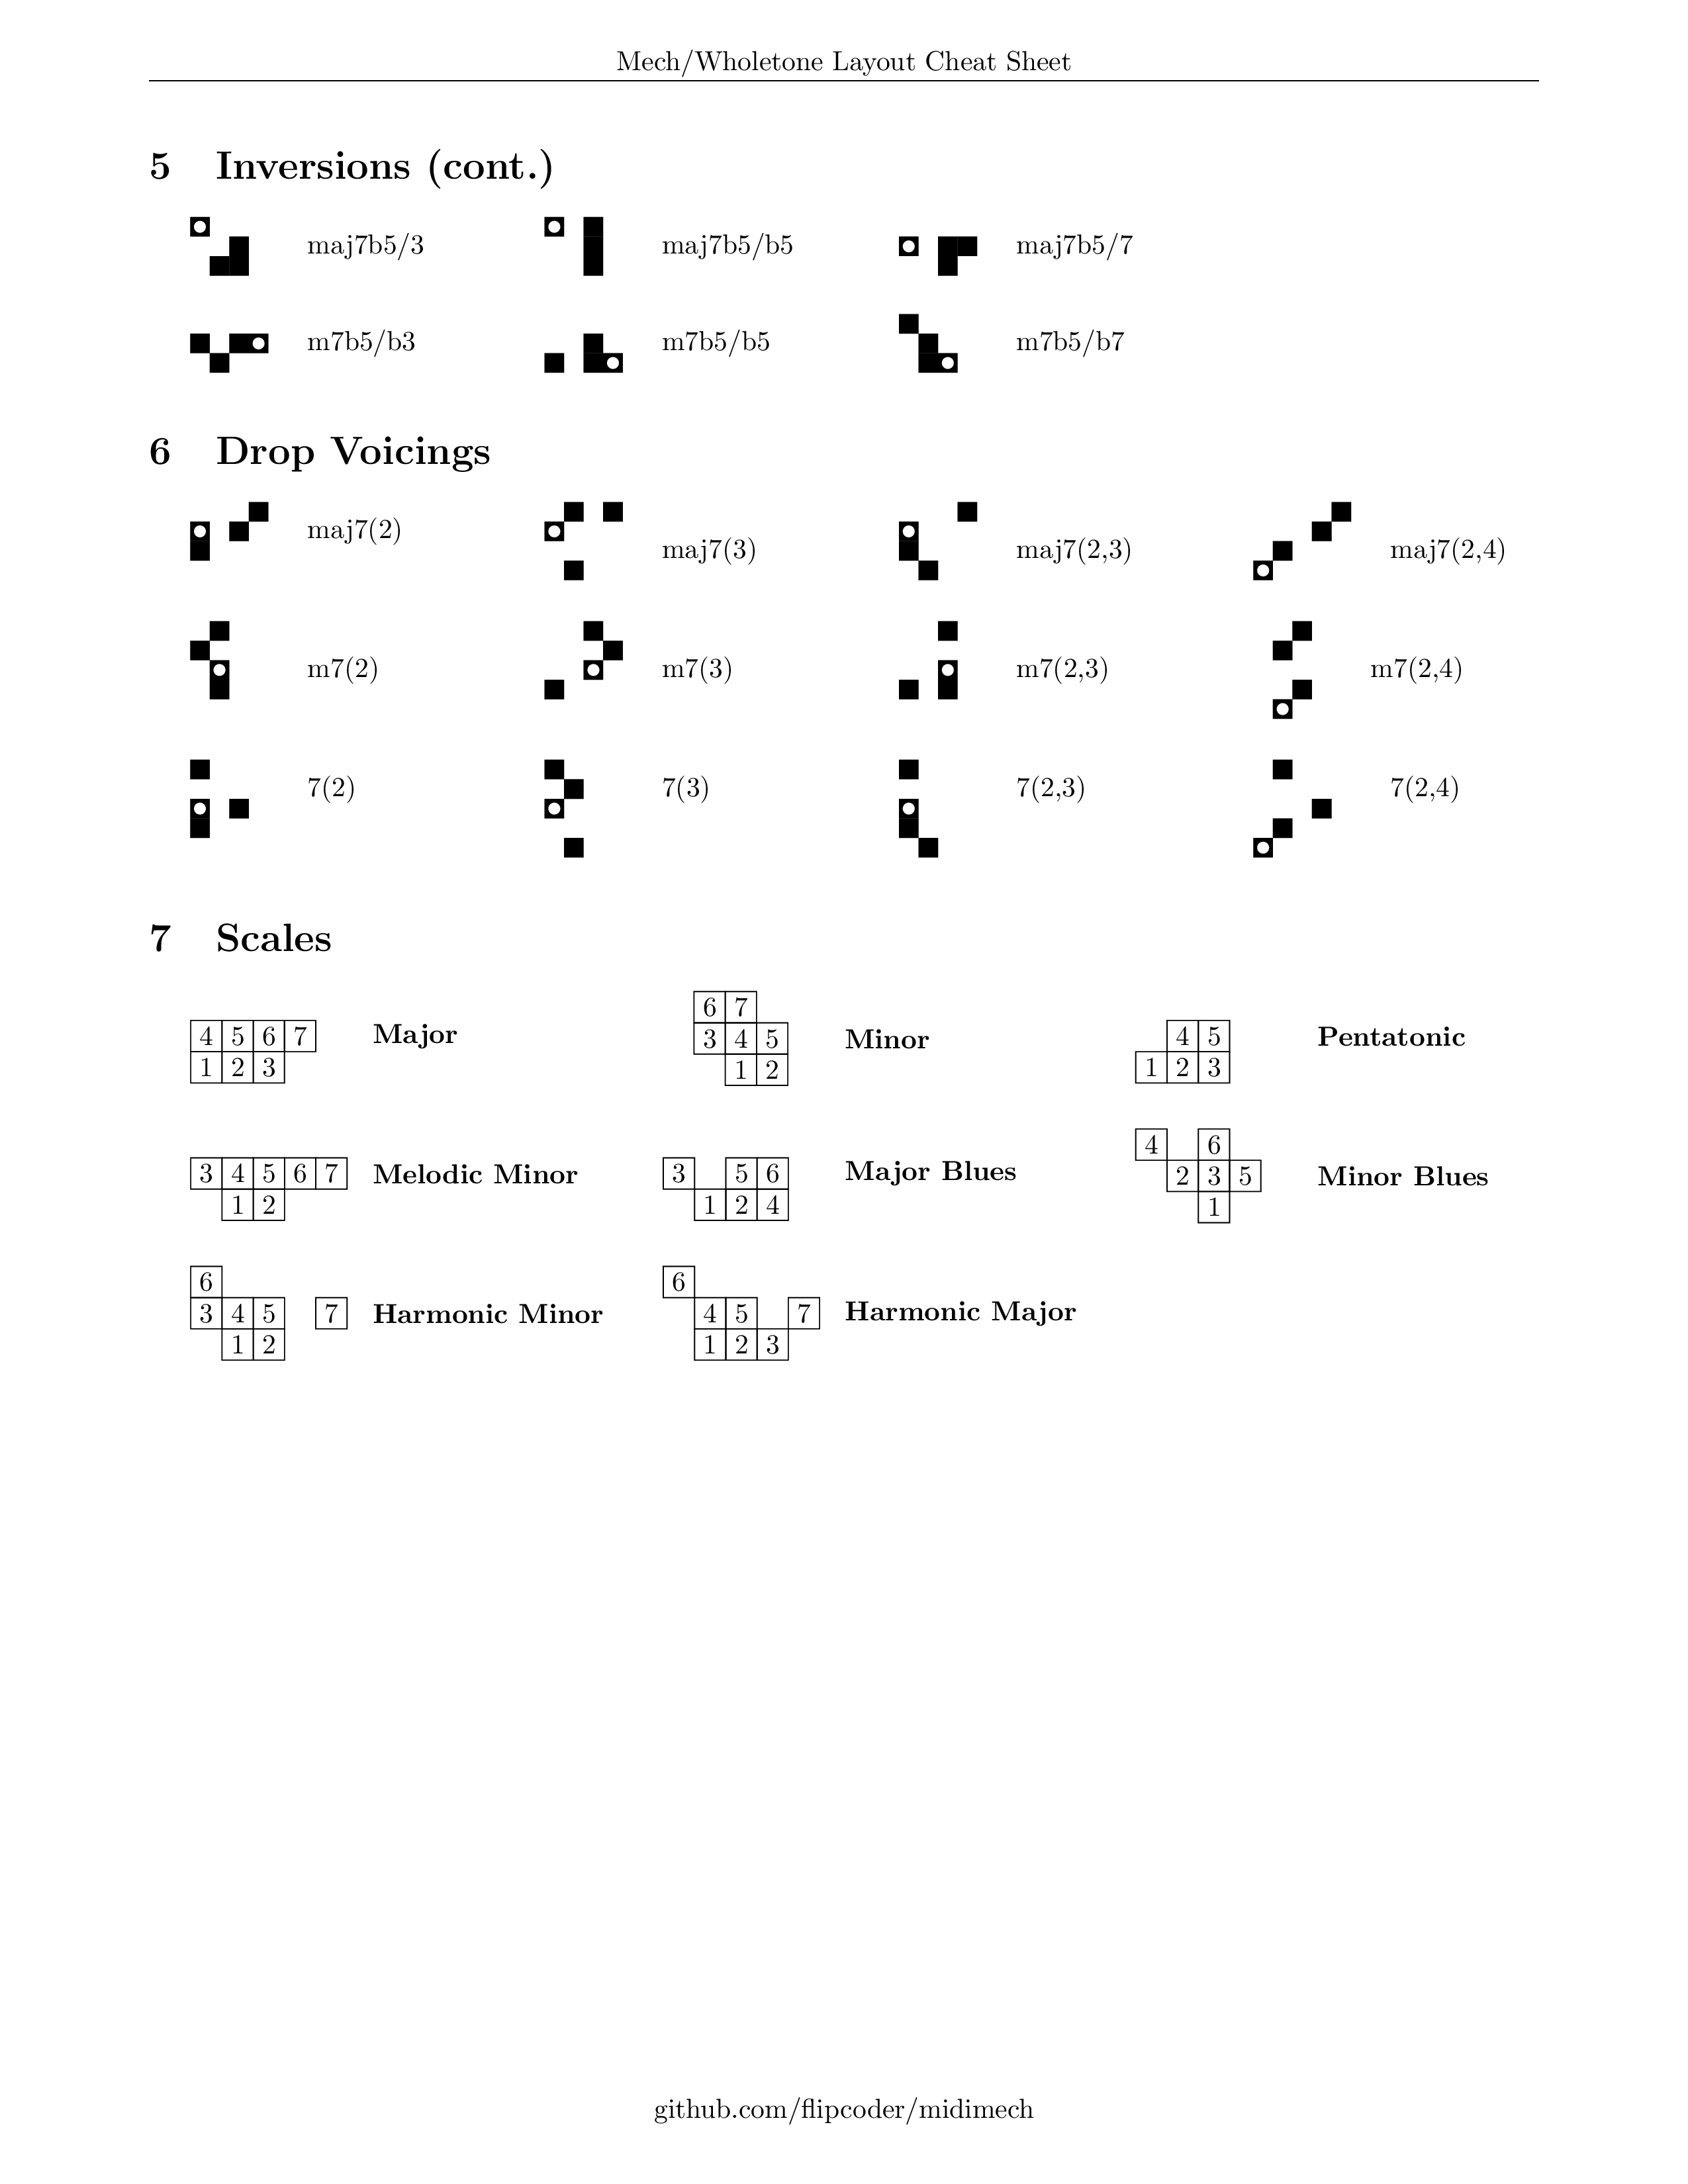 Mech/Wholetone Layout Cheat Sheet
5 Inversions (cont.)
maj7b5/3 maj7b5/b5 maj7b5/7
m7b5/b3 m7b5/b5 m7b5/b7
6 Drop Voicings
maj7(2) maj7(3) maj7(2,3) maj7(2,4)
m7(2) m7(3) m7(2,3) m7(2,4)
7(2) 7(3) 7(2,3) 7(2,4)
7 Scales
4 5 6 7
1 2 3
Major
6 7
3 4 5
1 2
Minor
4 5
1 2 3
Pentatonic
3 4 5 6 7
1 2
Melodic Minor
3 5 6
1 2 4
Major Blues
4 6
2 3 5
1
Minor Blues
6
3 4 5 7
1 2
Harmonic Minor
6
4 5 7
1 2 3
Harmonic Major
github.com/flipcoder/midimech